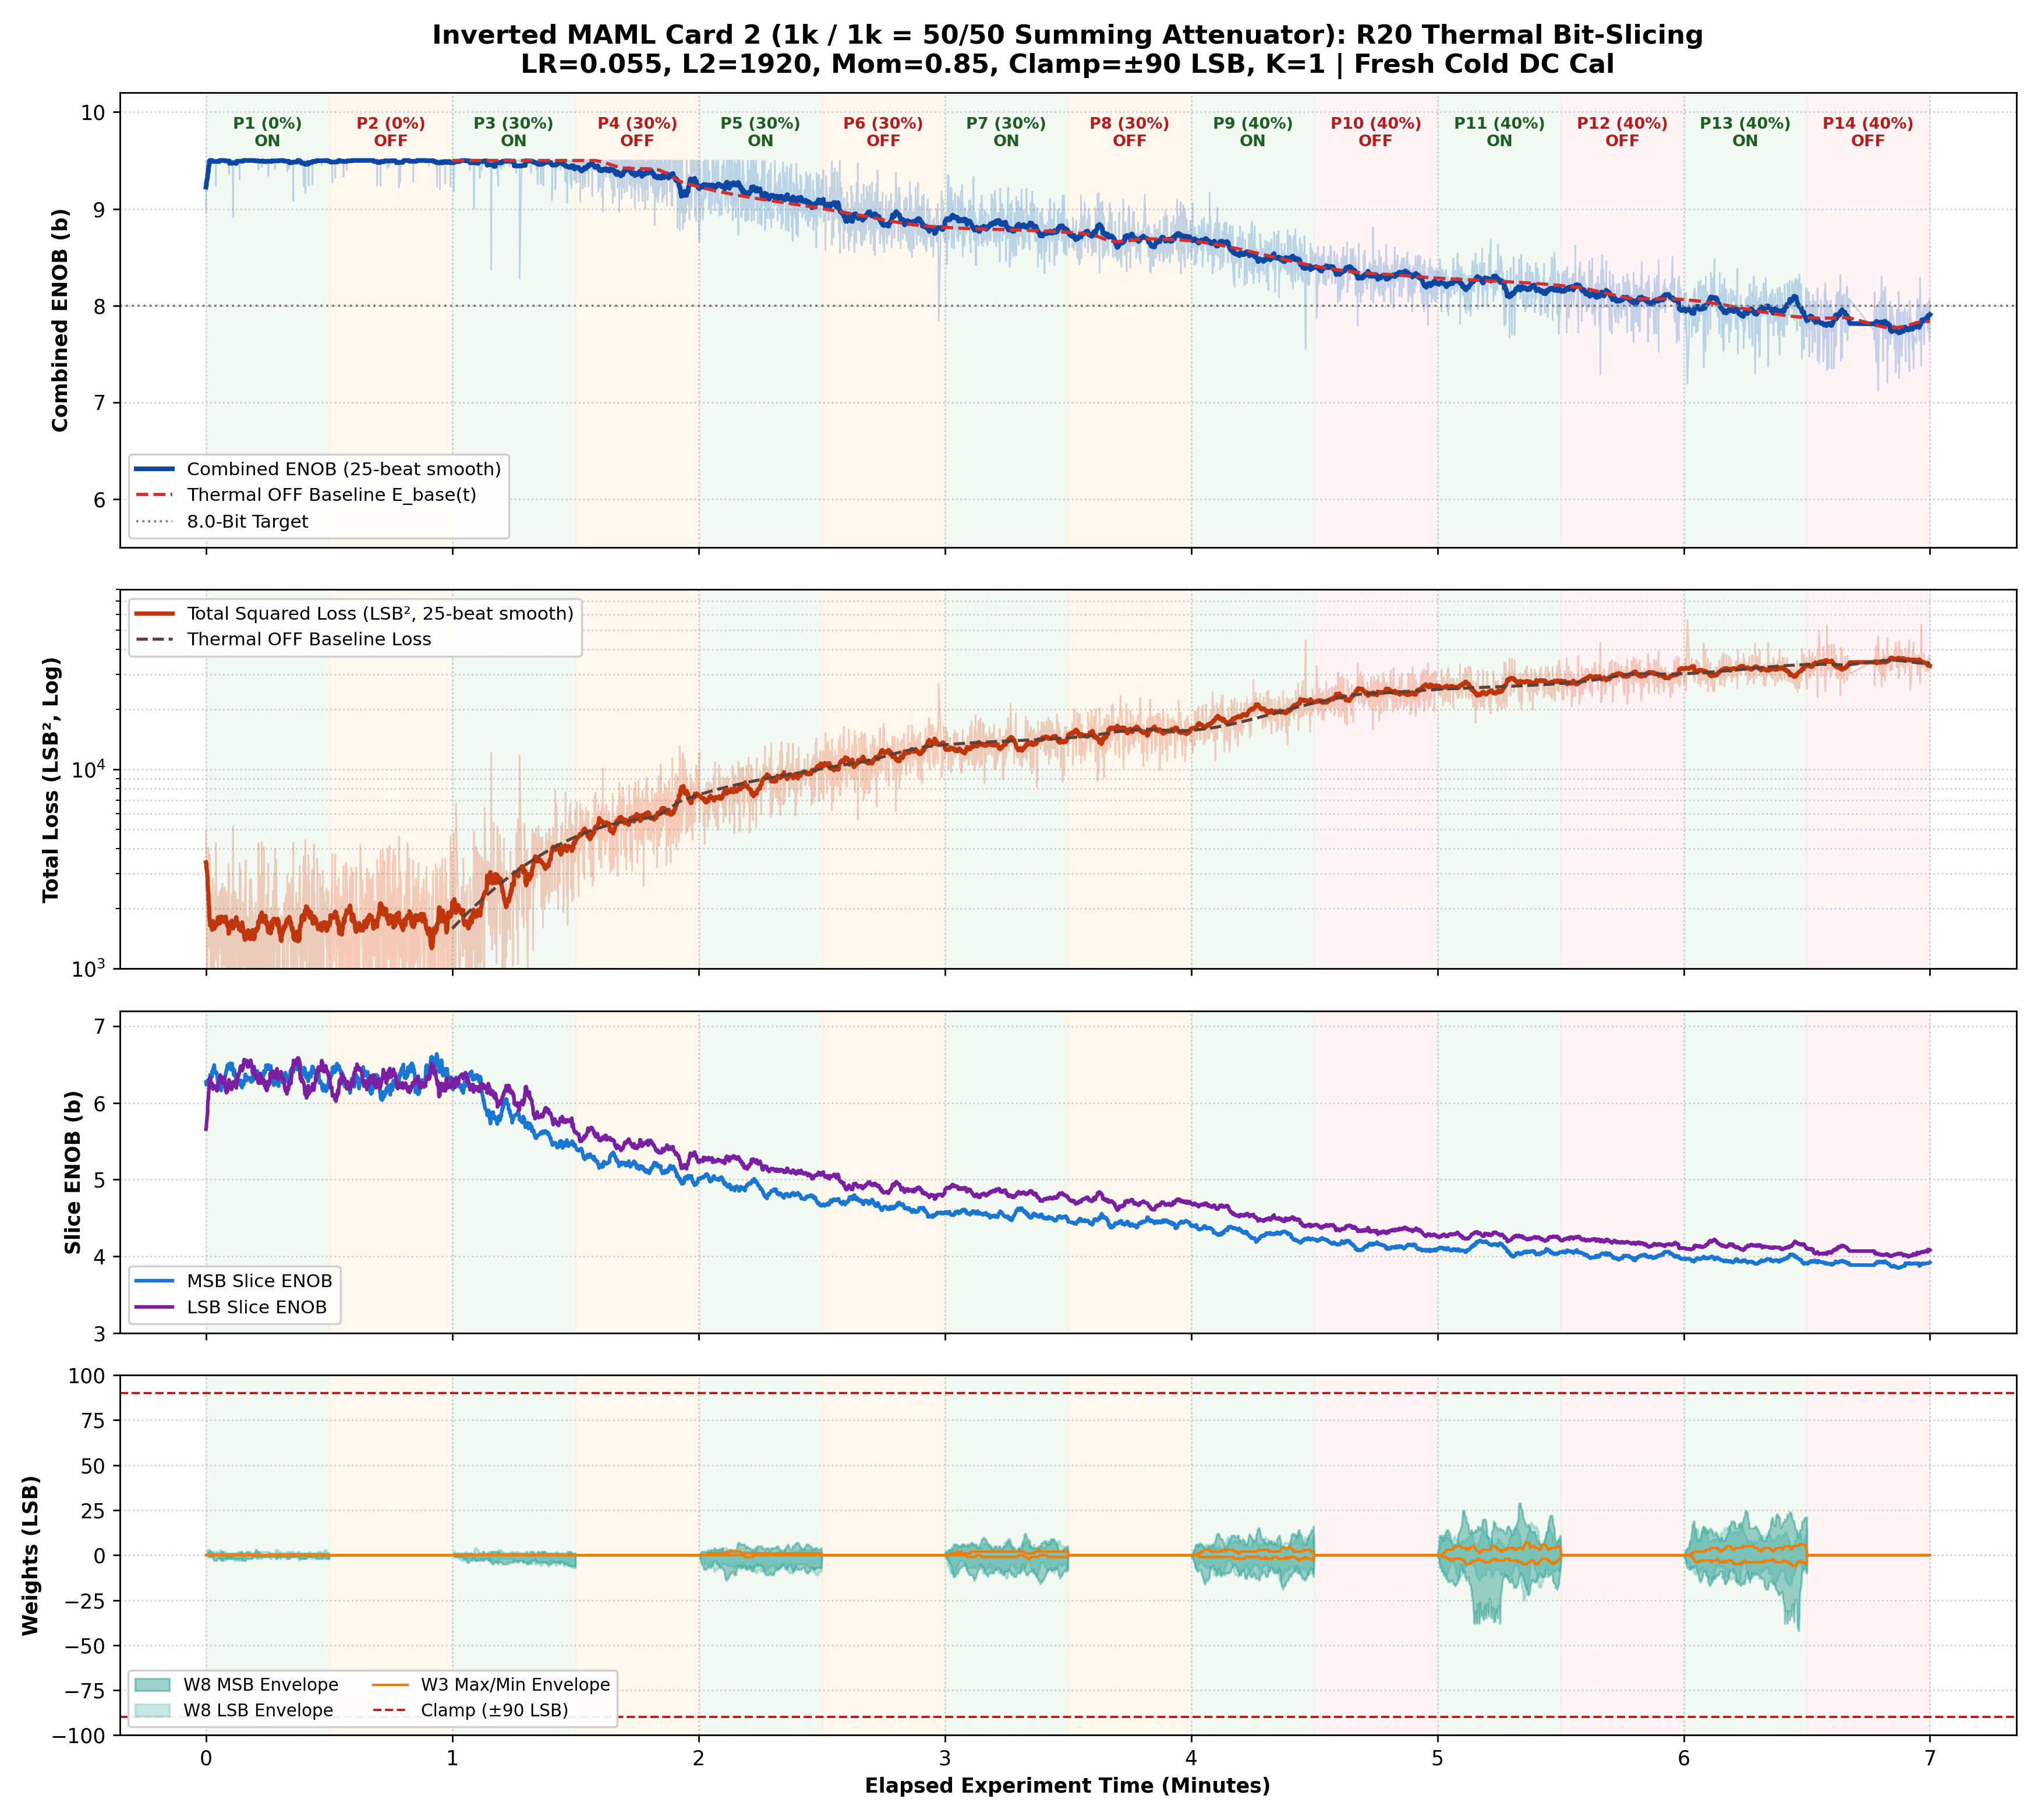 Inverted MAML Card 2 (1k / 1k = 50/50 Summing Attenuator): R20 Thermal Bit-Slicing
LR=0.055, L2=1920, Mom=0.85, Clamp=±90 LSB, K=1 | Fresh Cold DC Cal
P1 (0%)
ON
P2 (0%)
OFF
P3 (30%)
ON
P4 (30%)
OFF
P5 (30%)
ON
P6 (30%)
OFF
P7 (30%)
ON
P8 (30%)
OFF
P9 (40%)
ON
P10 (40%)
OFF
P11 (40%)
ON
P12 (40%)
OFF
P13 (40%)
ON
P14 (40%)
OFF
Combined ENOB (b)
10
9
8
7
6
Combined ENOB (25-beat smooth)
Thermal OFF Baseline E_base(t)
8.0-Bit Target
Total Loss (LSB², Log)
10⁴
10³
Total Squared Loss (LSB², 25-beat smooth)
Thermal OFF Baseline Loss
Slice ENOB (b)
7
6
5
4
3
MSB Slice ENOB
LSB Slice ENOB
Weights (LSB)
100
75
50
25
0
−25
−50
−75
−100
W8 MSB Envelope
W8 LSB Envelope
W3 Max/Min Envelope
Clamp (±90 LSB)
0 1 2 3 4 5 6 7
Elapsed Experiment Time (Minutes)